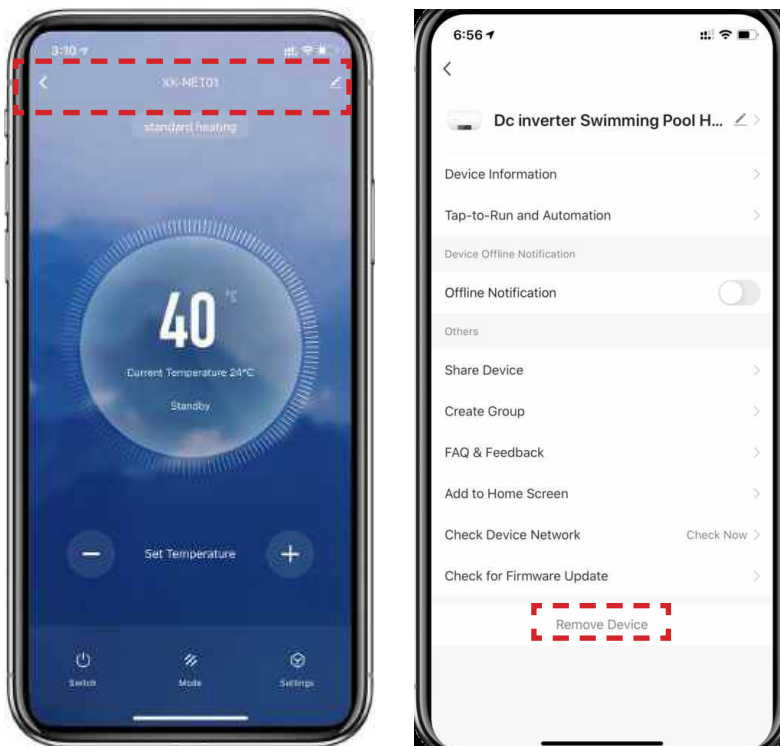 3:10
XK-NET01
standard heating
40 °C
Current Temperature 24°C
Standby
Set Temperature
Switch
Mode
Settings
6:56
Dc inverter Swimming Pool H...
Device Information
Tap-to-Run and Automation
Device Offline Notification
Offline Notification
Others
Share Device
Create Group
FAQ & Feedback
Add to Home Screen
Check Device Network Check Now
Check for Firmware Update
Remove Device